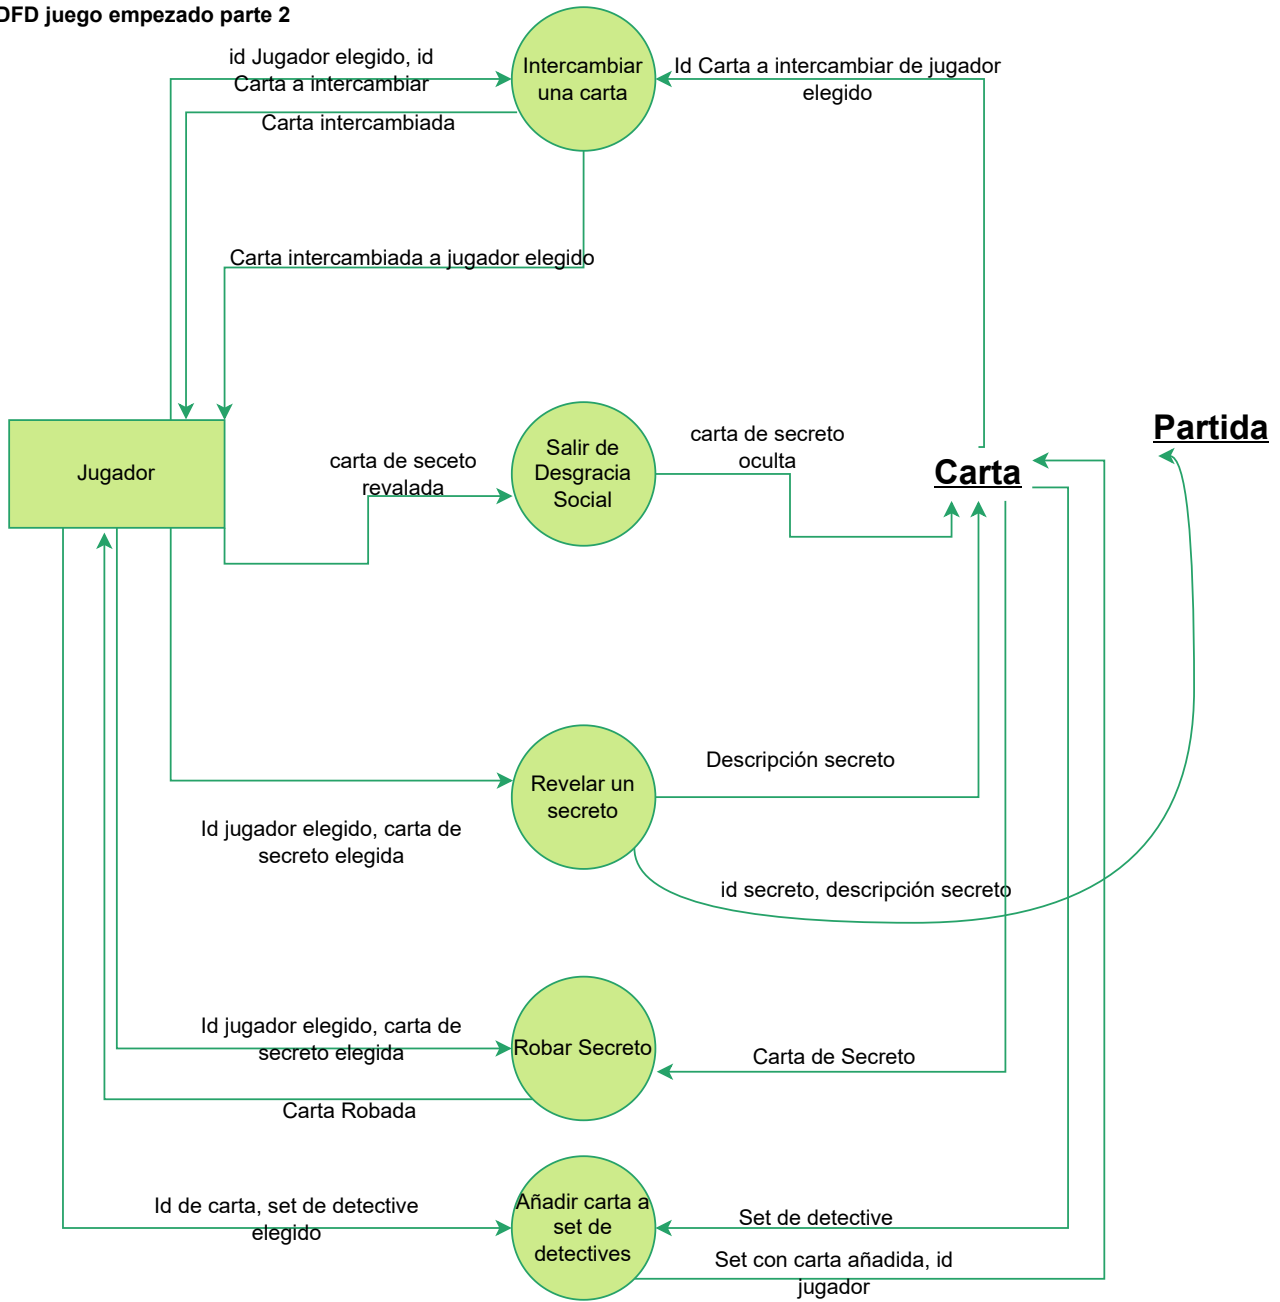 DFD juego empezado parte 2
id Jugador elegido, id
Carta a intercambiar
Carta intercambiada
Intercambiar
una carta
Id Carta a intercambiar de jugador
elegido
Carta intercambiada a jugador elegido
Jugador
carta de seceto
revalada
Salir de
Desgracia
Social
carta de secreto
oculta
Carta
Partida
Id jugador elegido, carta de
secreto elegida
Revelar un
secreto
Descripción secreto
id secreto, descripción secreto
Id jugador elegido, carta de
secreto elegida
Robar Secreto
Carta de Secreto
Carta Robada
Id de carta, set de detective
elegido
Añadir carta a
set de
detectives
Set de detective
Set con carta añadida, id
jugador